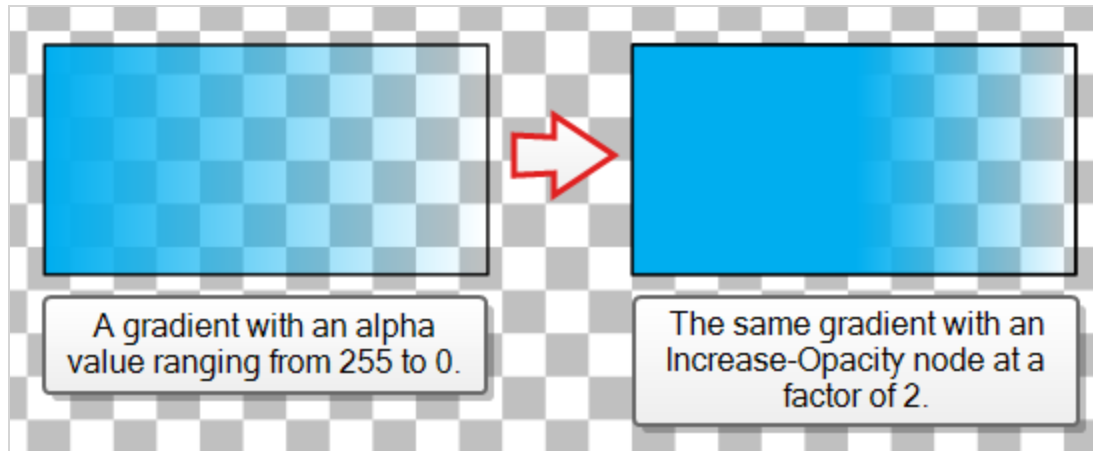 A gradient with an alpha
value ranging from 255 to 0.
The same gradient with an
Increase-Opacity node at a
factor of 2.